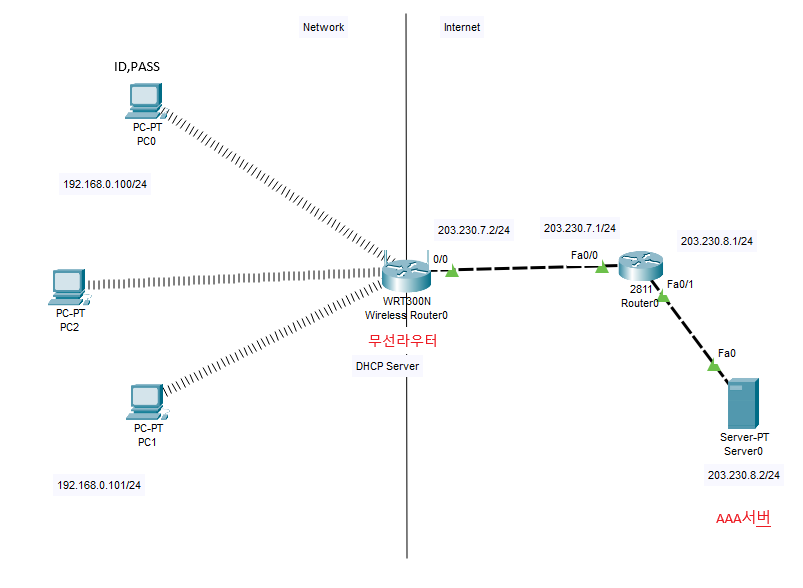 Network
Internet
ID,PASS
PC-PT
PC0
192.168.0.100/24
203.230.7.2/24
203.230.7.1/24
203.230.8.1/24
0/0
Fa0/0
WRT300N
Wireless Router0
2811
Router0
Fa0/1
PC-PT
PC2
무선라우터
DHCP Server
Fa0
PC-PT
PC1
Server-PT
Server0
192.168.0.101/24
203.230.8.2/24
AAA서버